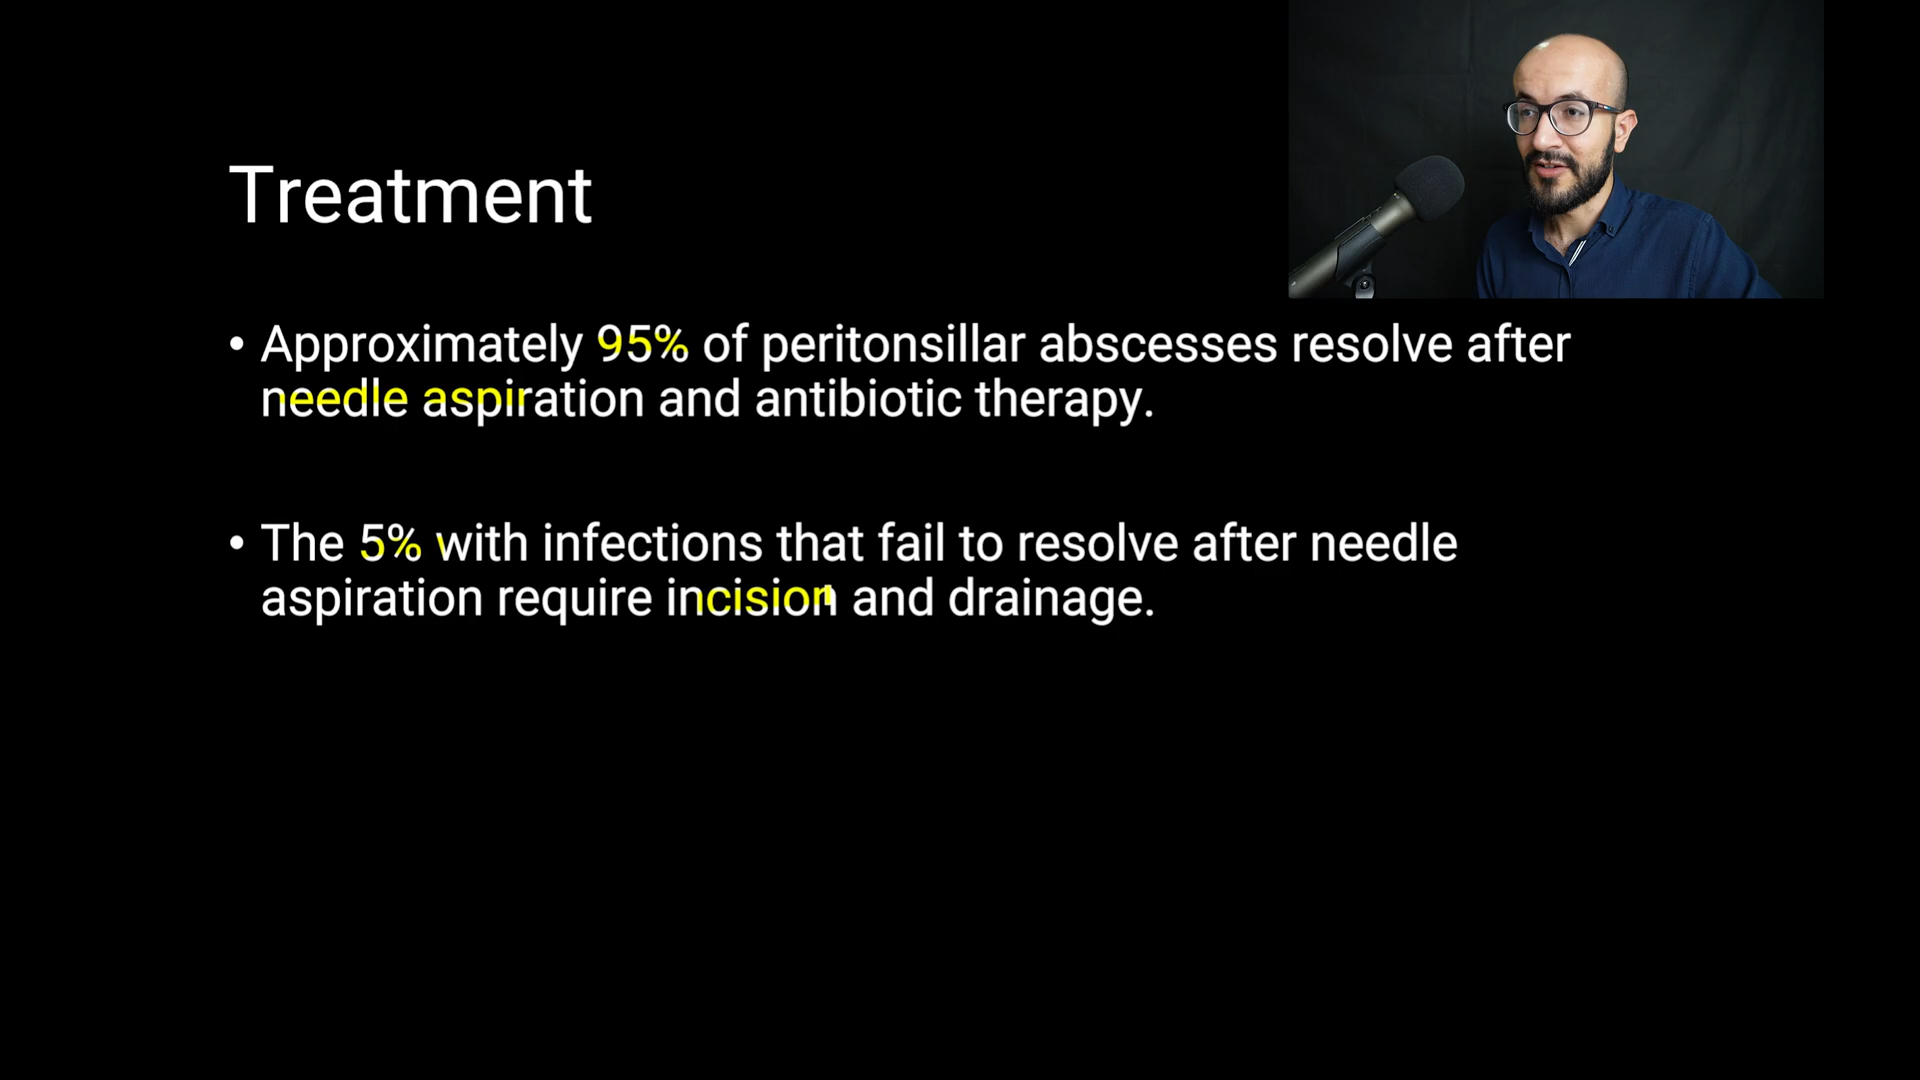 Treatment
• Approximately 95% of peritonsillar abscesses resolve after
needle aspiration and antibiotic therapy.
• The 5% with infections that fail to resolve after needle
aspiration require incision and drainage.